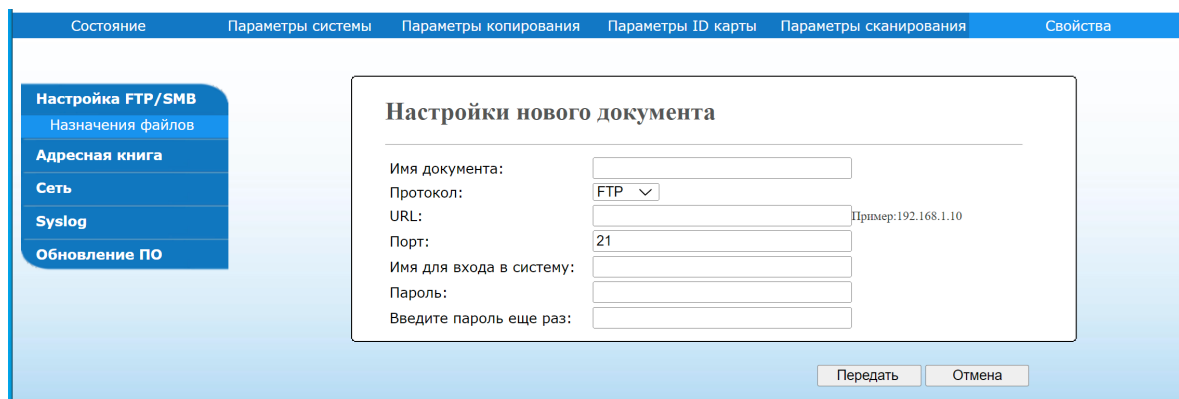 Состояние Параметры системы Параметры копирования Параметры ID карты Параметры сканирования Свойства
Настройка FTP/SMB
Назначения файлов
Адресная книга
Сеть
Syslog
Обновление ПО
Настройки нового документа
Имя документа:
Протокол: FTP
URL: Пример:192.168.1.10
Порт: 21
Имя для входа в систему:
Пароль:
Введите пароль еще раз:
Передать Отмена